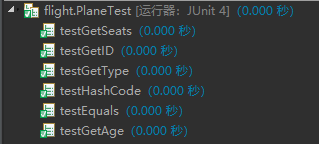 flight.PlaneTest [运行器：JUnit 4] (0.000 秒)
testGetSeats (0.000 秒)
testGetID (0.000 秒)
testGetType (0.000 秒)
testHashCode (0.000 秒)
testEquals (0.000 秒)
testGetAge (0.000 秒)